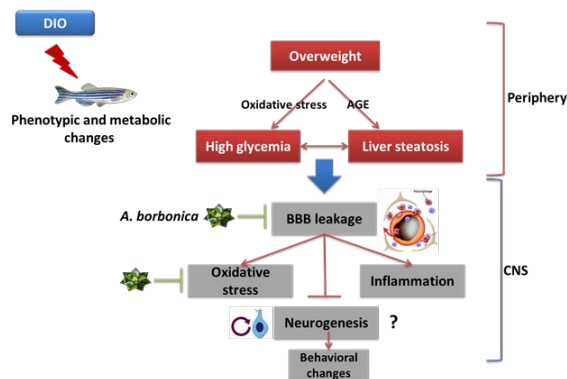 DIO
Phenotypic and metabolic
changes
Overweight
Oxidative stress
AGE
High glycemia
Liver steatosis
Periphery
A. borbonica
BBB leakage
Oxidative
stress
Inflammation
CNS
Neurogenesis
?
Behavioral
changes